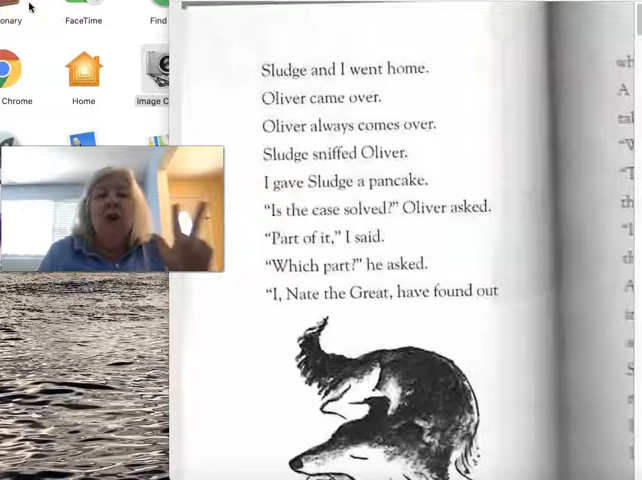 onary
FaceTime
Find
Chrome
Home
Image C
Sludge and I went home.
Oliver came over.
Oliver always comes over.
Sludge sniffed Oliver.
I gave Sludge a pancake.
“Is the case solved?” Oliver asked.
“Part of it,” I said.
“Which part?” he asked.
“I, Nate the Great, have found out
wh
A